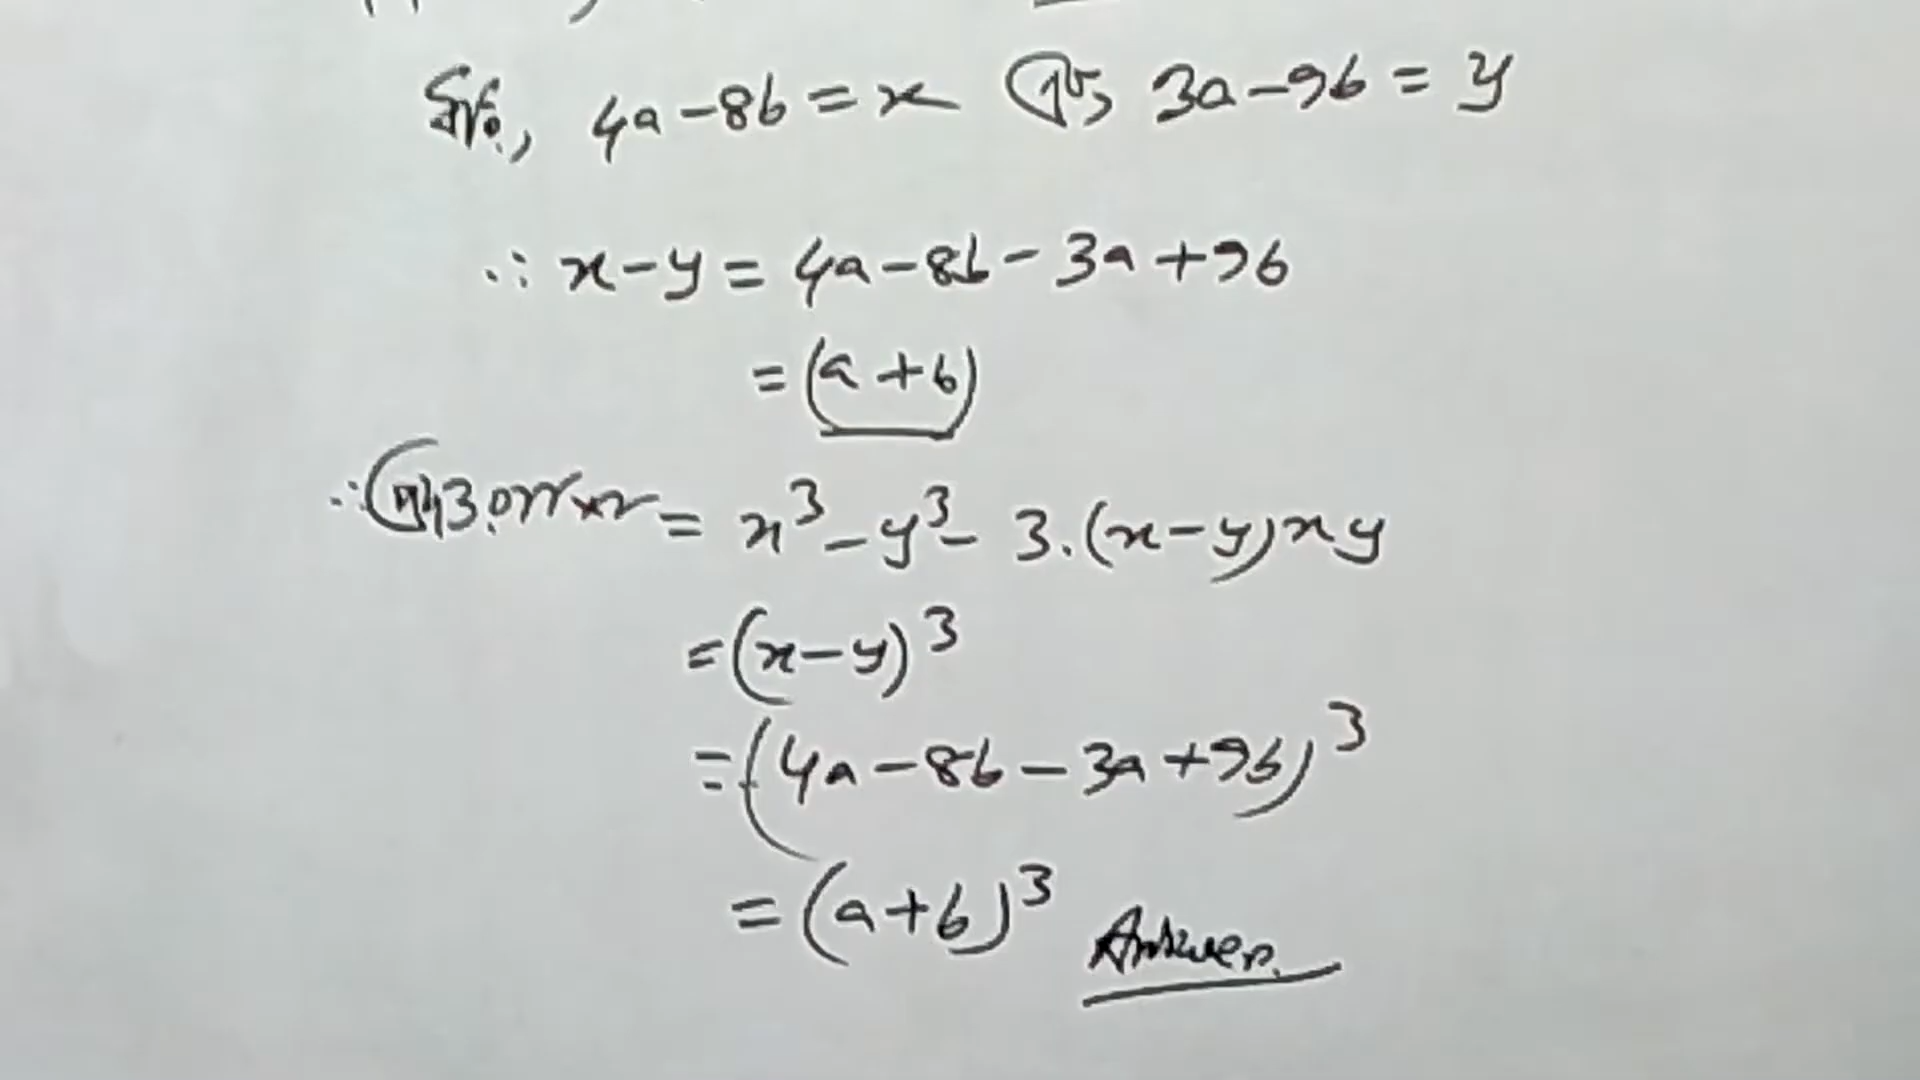 ধরি, 4a-8b = x এবং 3a-9b = y
∴ x-y = 4a-8b-3a+9b
= (a+b)
∴ প্রদত্ত রাশি = x³-y³-3.(x-y)xy
= (x-y)³
= (4a-8b-3a+9b)³
= (a+b)³ Answer.